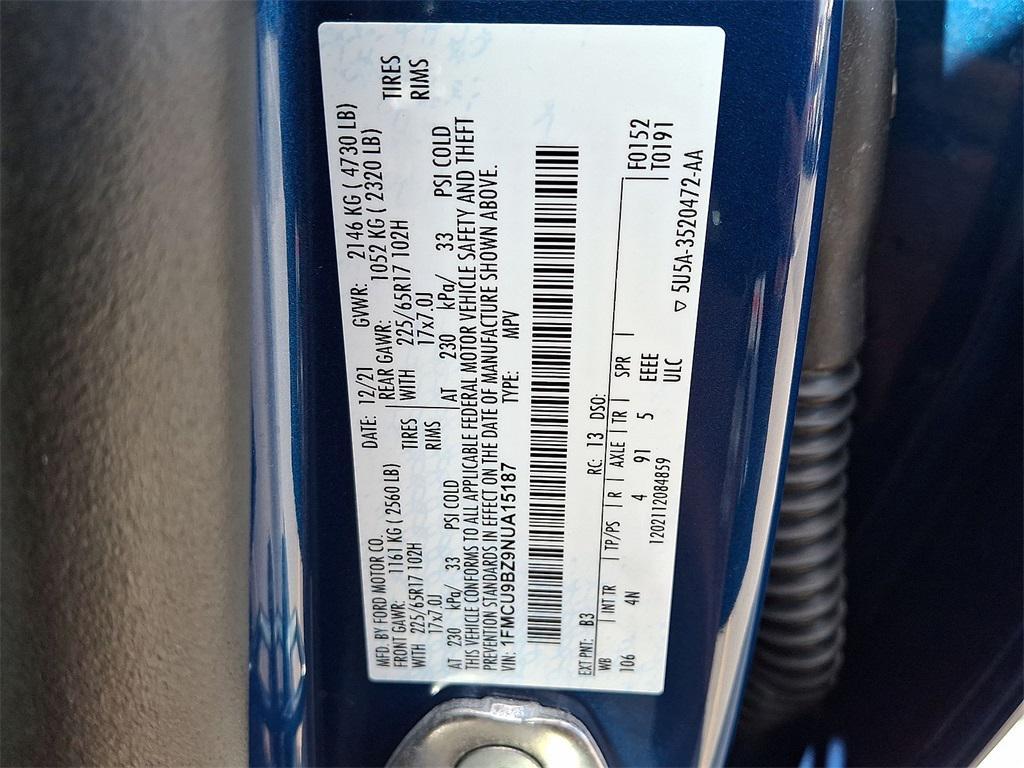 MFD. BY FORD MOTOR CO. DATE: 12/21 GVWR: 2146 KG ( 4730 LB)
FRONT GAWR: 1161 KG ( 2560 LB) REAR GAWR: 1052 KG ( 2320 LB)
WITH 225/65R17 102H TIRES WITH 225/65R17 102H TIRES
17x7.0J RIMS 17x7.0J RIMS
AT 230 kPa/ 33 PSI COLD AT 230 kPa/ 33 PSI COLD
THIS VEHICLE CONFORMS TO ALL APPLICABLE FEDERAL MOTOR VEHICLE SAFETY AND THEFT
PREVENTION STANDARDS IN EFFECT ON THE DATE OF MANUFACTURE SHOWN ABOVE.
VIN: 1FMCU9BZ9NUA15187 TYPE: MPV
EXT PNT: B3 RC: 13 DSO:
WB INT TR TP/PS R AXLE TR SPR F0152
106 4N 4 91 5 EEEE T0191
12021112084859 ULC
▽ 5U5A-3520472-AA